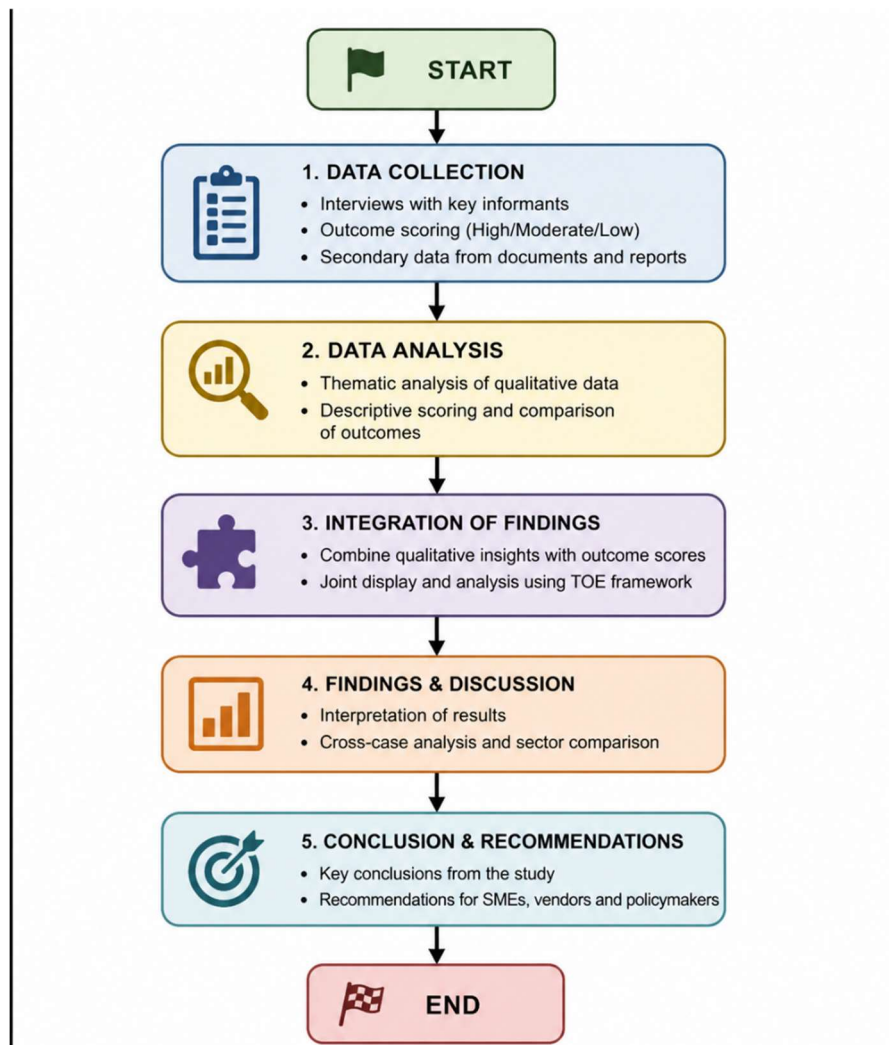 START
1. DATA COLLECTION
• Interviews with key informants
• Outcome scoring (High/Moderate/Low)
• Secondary data from documents and reports
2. DATA ANALYSIS
• Thematic analysis of qualitative data
• Descriptive scoring and comparison
of outcomes
3. INTEGRATION OF FINDINGS
• Combine qualitative insights with outcome scores
• Joint display and analysis using TOE framework
4. FINDINGS & DISCUSSION
• Interpretation of results
• Cross-case analysis and sector comparison
5. CONCLUSION & RECOMMENDATIONS
• Key conclusions from the study
• Recommendations for SMEs, vendors and policymakers
END